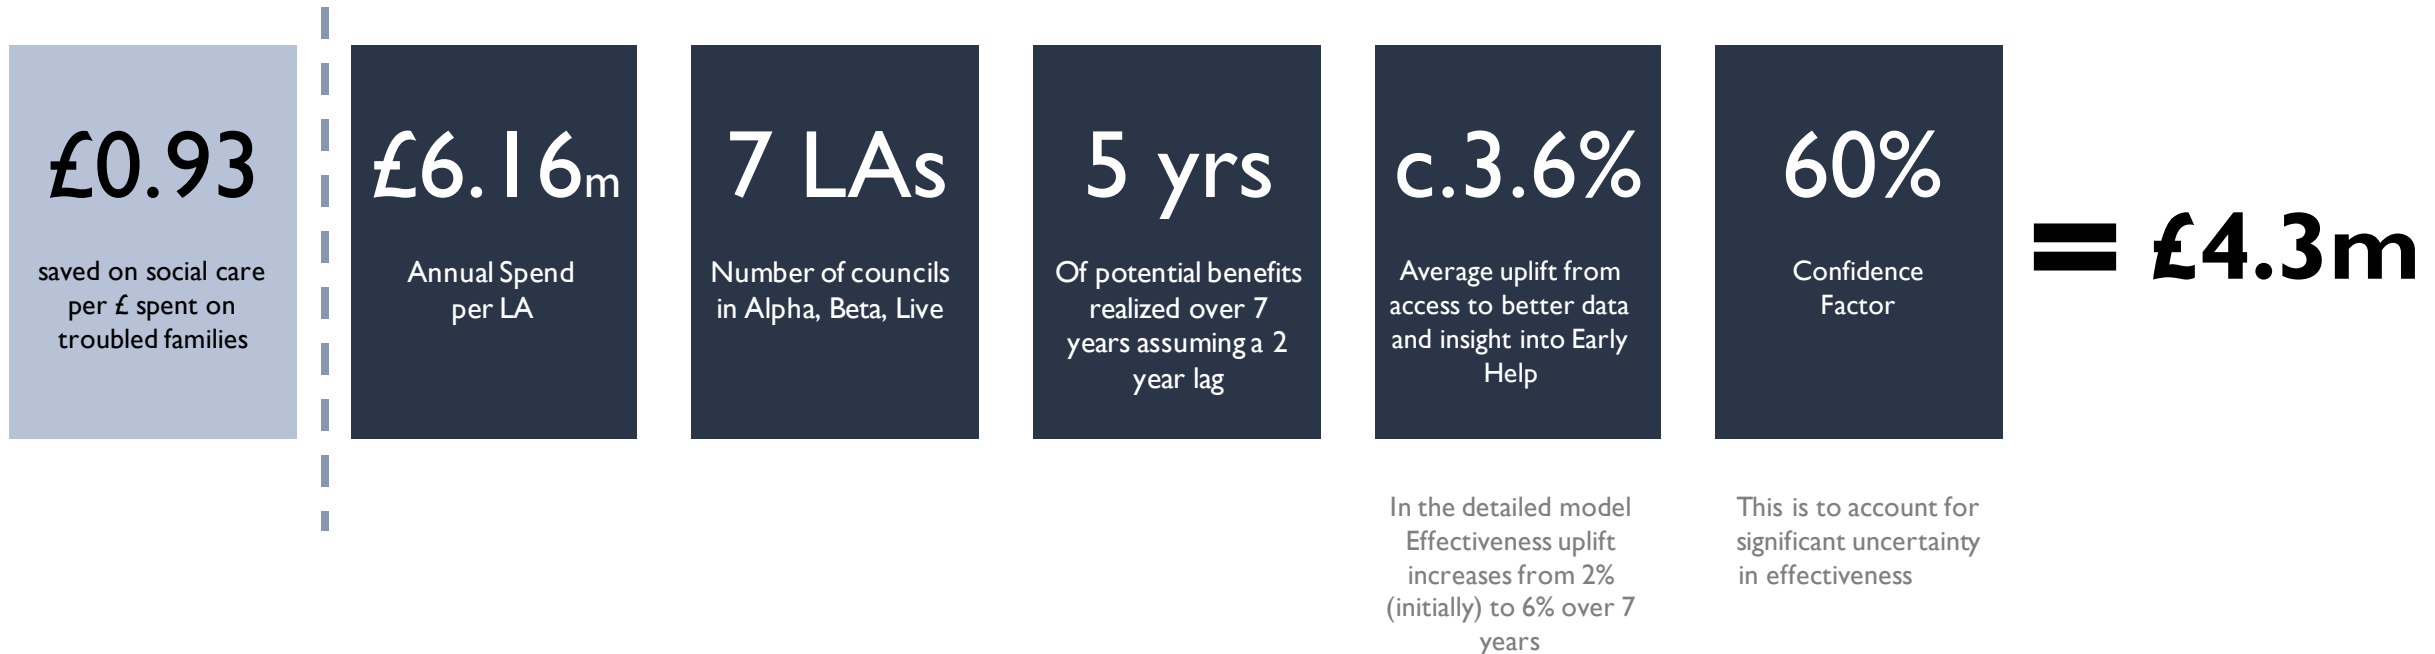 £0.93
saved on social care
per £ spent on
troubled families
£6.16m
Annual Spend
per LA
7 LAs
Number of councils
in Alpha, Beta, Live
5 yrs
Of potential benefits
realized over 7
years assuming a 2
year lag
c.3.6%
Average uplift from
access to better data
and insight into Early
Help
In the detailed model
Effectiveness uplift
increases from 2%
(initially) to 6% over 7
years
60%
Confidence
Factor
This is to account for
significant uncertainty
in effectiveness
= £4.3m